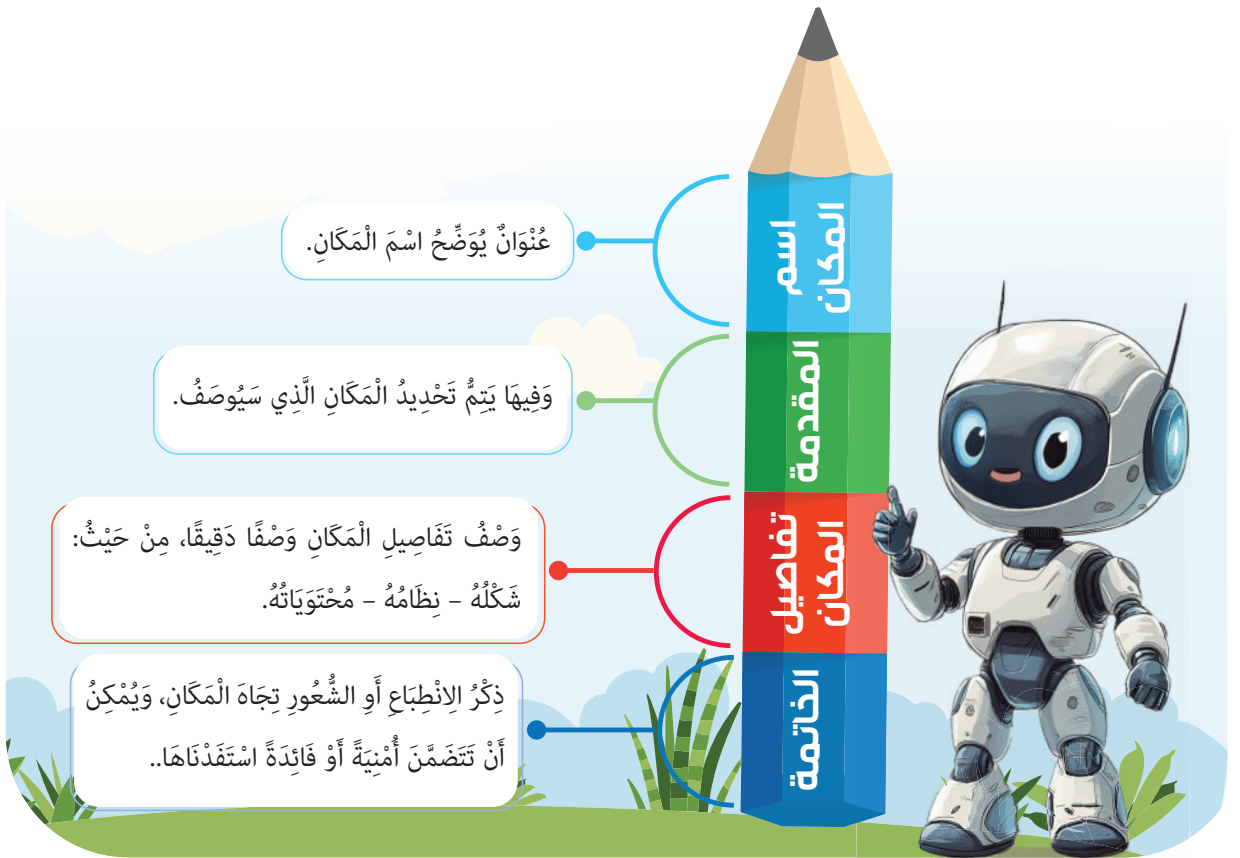 اسم
المكان
عُنْوَانٌ يُوَضِّحُ اسْمَ الْمَكَانِ.
المقدمة
وَفِيهَا يَتِمُّ تَحْدِيدُ الْمَكَانِ الَّذِي سَيُوصَفُ.
تفاصيل
المكان
وَصْفُ تَفَاصِيلِ الْمَكَانِ وَصْفًا دَقِيقًا، مِنْ حَيْثُ:
شَكْلُهُ – نِظَامُهُ – مُحْتَوَيَاتُهُ.
الخاتمة
ذِكْرُ الِانْطِبَاعِ أَوِ الشُّعُورِ تِجَاهَ الْمَكَانِ، وَيُمْكِنُ
أَنْ تَتَضَمَّنَ أُمْنِيَةً أَوْ فَائِدَةً اسْتَفَدْنَاهَا..